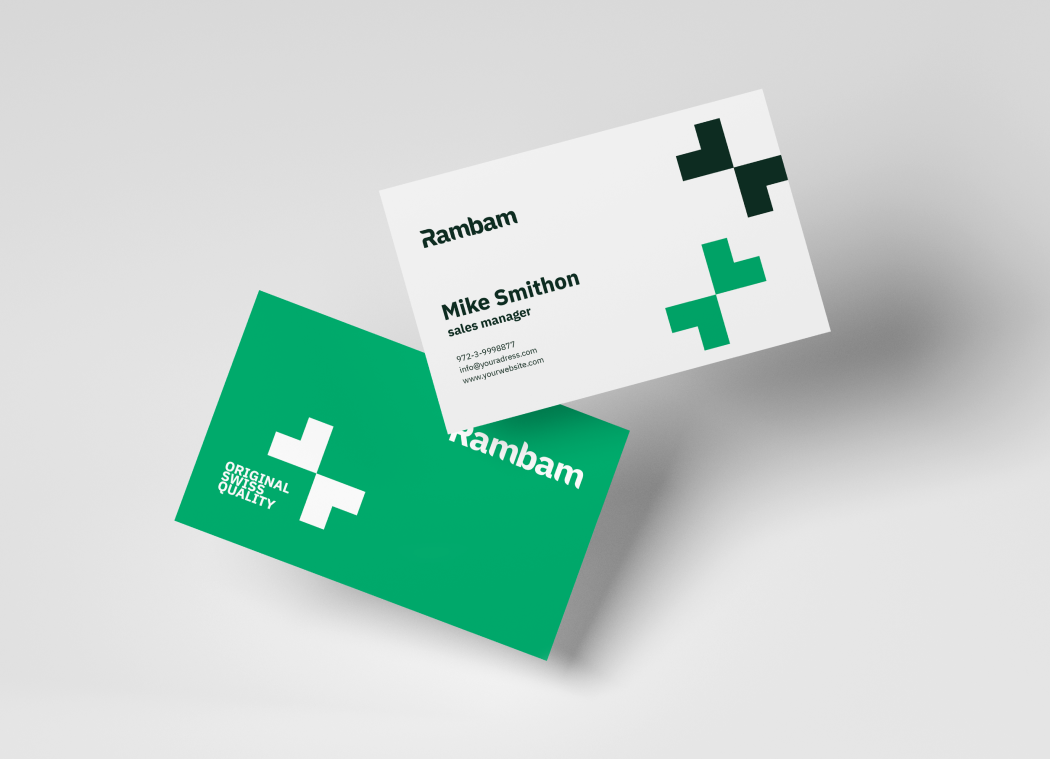 Rambam
Mike Smithon
sales manager
972-3-9998877
info@youradress.com
www.yourwebsite.com
Rambam
ORIGINAL
SWISS
QUALITY